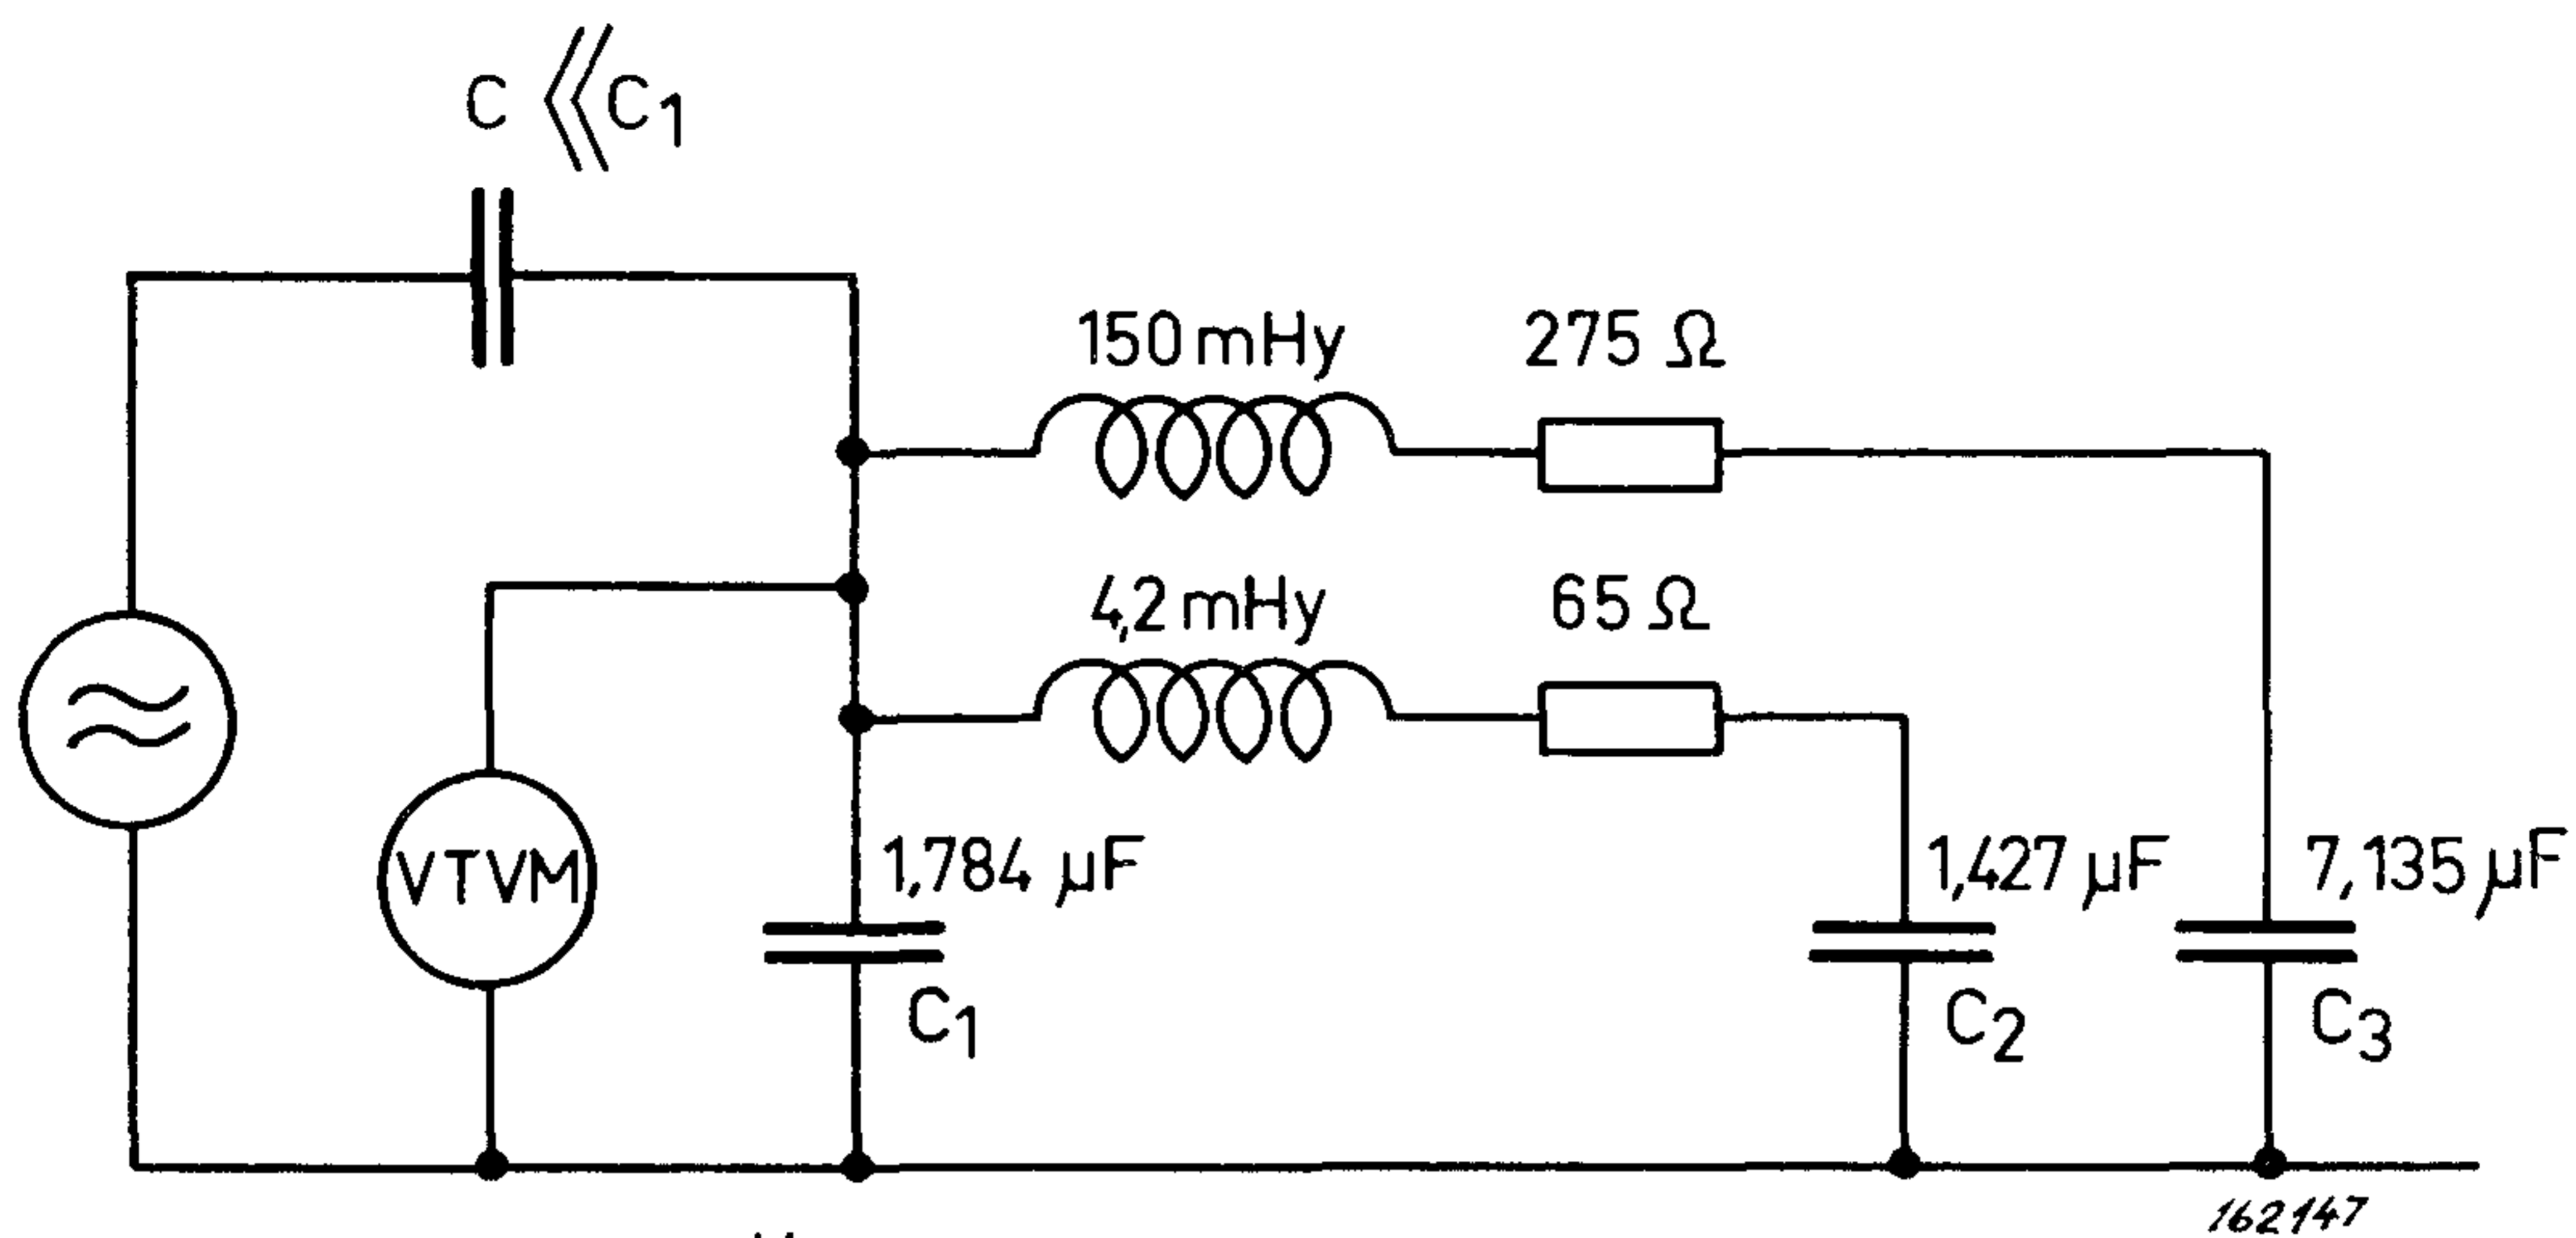 C ≪ C1
150 mHy
275 Ω
4,2 mHy
65 Ω
VTVM
1,784 µF
1,427 µF
7,135 µF
C1
C2
C3
162147